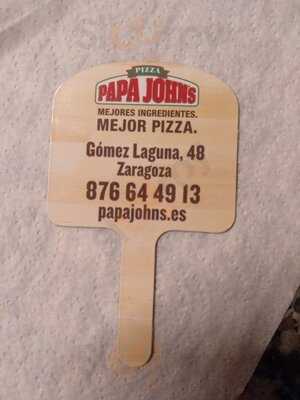 PIZZA
PAPA JOHNS
MEJORES INGREDIENTES.
MEJOR PIZZA.
Gómez Laguna, 48
Zaragoza
876 64 49 13
papajohns.es